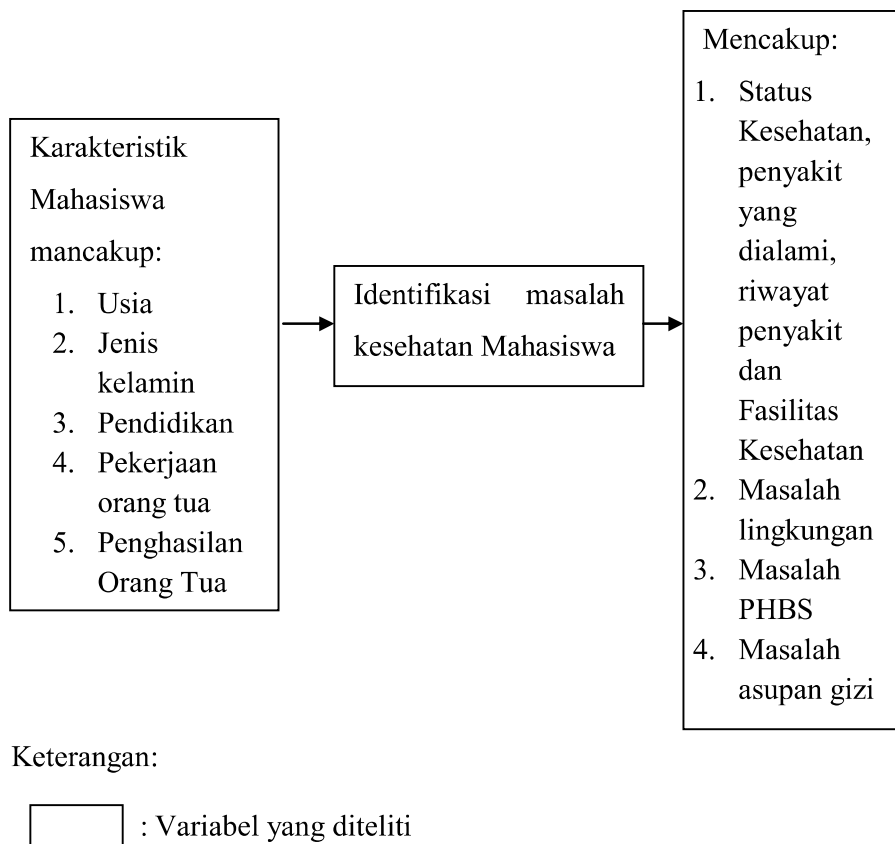 Karakteristik
Mahasiswa
mancakup:
1. Usia
2. Jenis
kelamin
3. Pendidikan
4. Pekerjaan
orang tua
5. Penghasilan
Orang Tua
Identifikasi masalah
kesehatan Mahasiswa
Mencakup:
1. Status
Kesehatan,
penyakit
yang
dialami,
riwayat
penyakit
dan
Fasilitas
Kesehatan
2. Masalah
lingkungan
3. Masalah
PHBS
4. Masalah
asupan gizi
Keterangan:
: Variabel yang diteliti